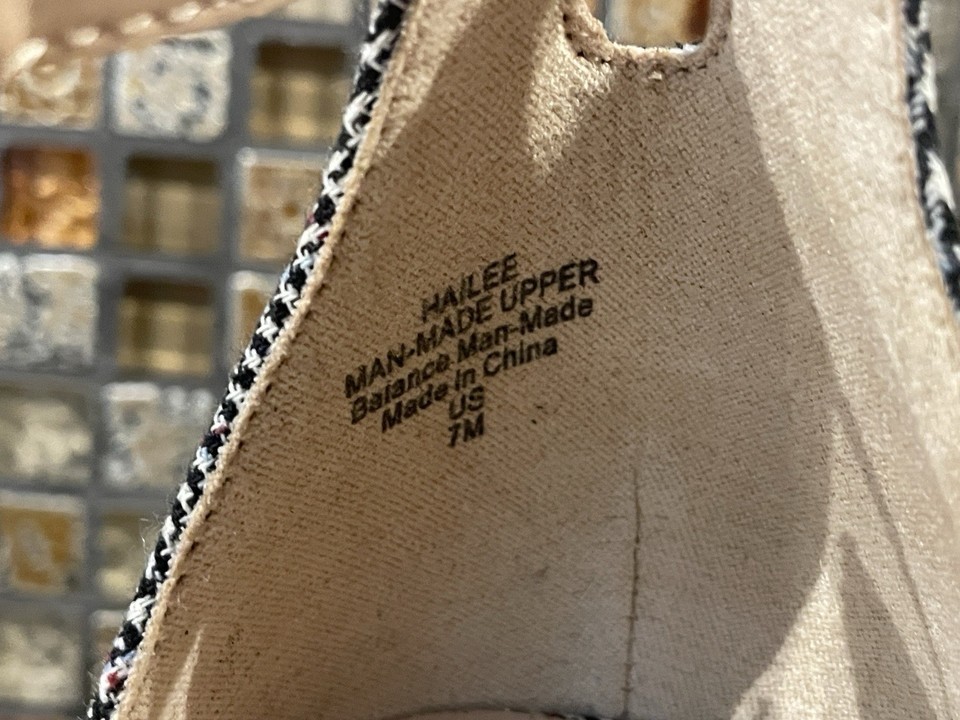 HAILEE
MAN-MADE UPPER
Balance Man-Made
Made in China
US
7M